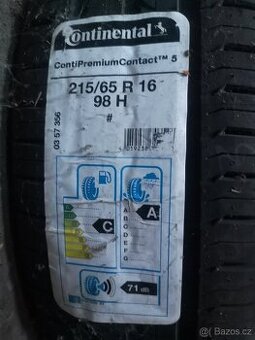 Continental
ContiPremiumContact™ 5
215/65 R 16
98 H
#
03 57 356
C
A
A
B
C
D
E
F
G
71 dB
Bazos.cz